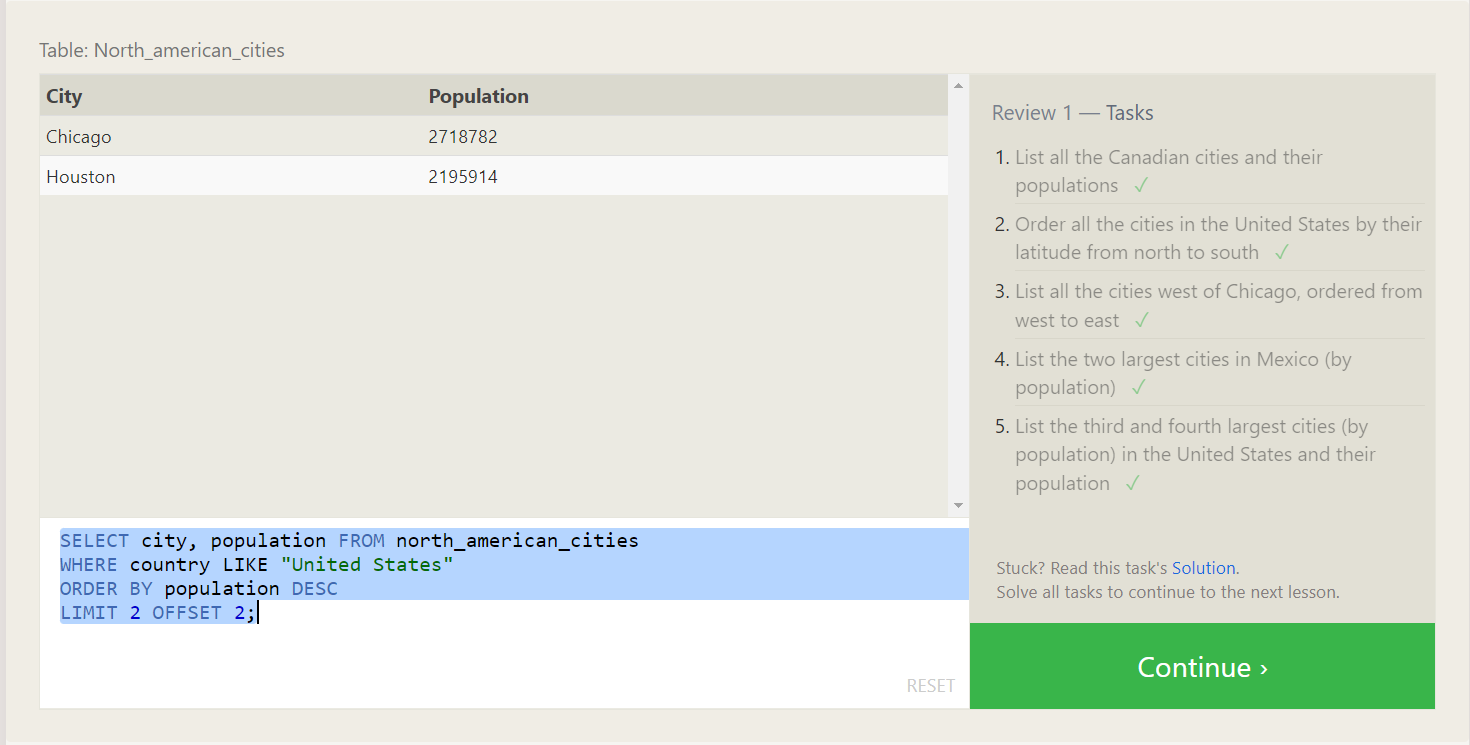 Table: North_american_cities
City Population
Chicago 2718782
Houston 2195914
SELECT city, population FROM north_american_cities
WHERE country LIKE "United States"
ORDER BY population DESC
LIMIT 2 OFFSET 2;
RESET
Review 1 — Tasks
1. List all the Canadian cities and their
populations ✓
2. Order all the cities in the United States by their
latitude from north to south ✓
3. List all the cities west of Chicago, ordered from
west to east ✓
4. List the two largest cities in Mexico (by
population) ✓
5. List the third and fourth largest cities (by
population) in the United States and their
population ✓
Stuck? Read this task's Solution.
Solve all tasks to continue to the next lesson.
Continue ›